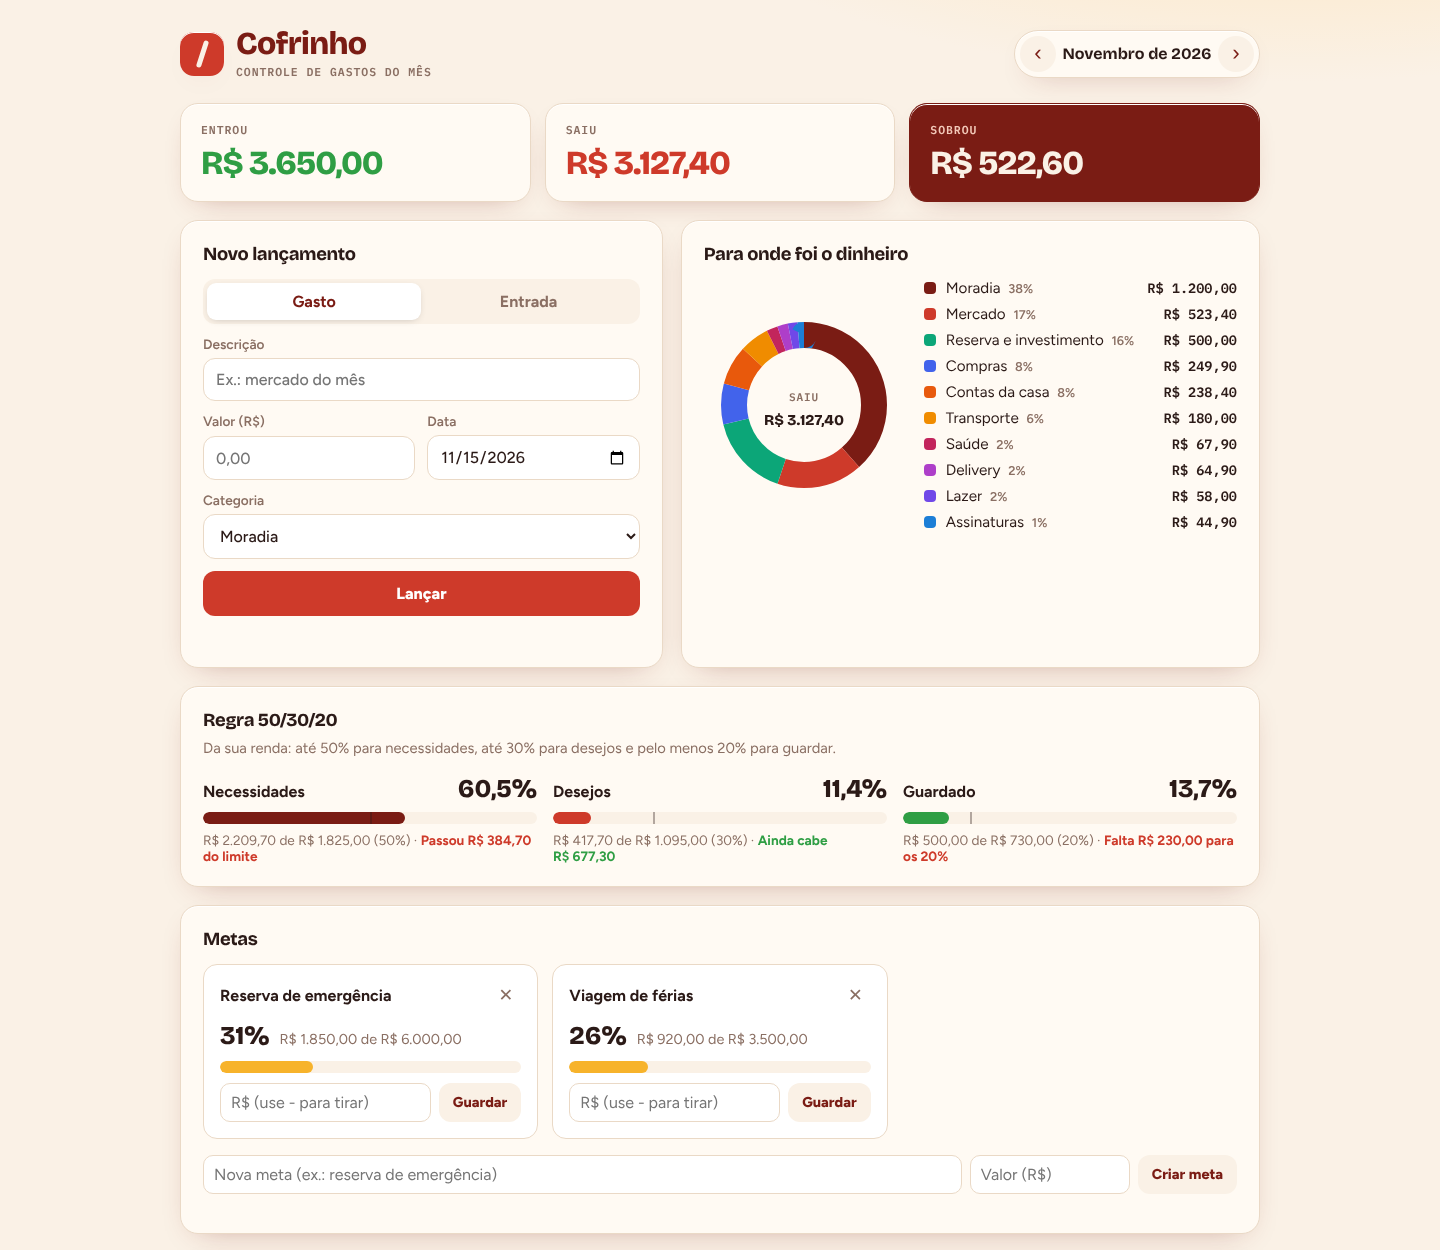 Cofrinho
CONTROLE DE GASTOS DO MÊS
‹ Novembro de 2026 ›
ENTROU
R$ 3.650,00
SAIU
R$ 3.127,40
SOBROU
R$ 522,60
Novo lançamento
Gasto
Entrada
Descrição
Ex.: mercado do mês
Valor (R$)
Data
0,00
11/15/2026
Categoria
Moradia
Lançar
Para onde foi o dinheiro
SAIU
R$ 3.127,40
Moradia 38% R$ 1.200,00
Mercado 17% R$ 523,40
Reserva e investimento 16% R$ 500,00
Compras 8% R$ 249,90
Contas da casa 8% R$ 238,40
Transporte 6% R$ 180,00
Saúde 2% R$ 67,90
Delivery 2% R$ 64,90
Lazer 2% R$ 58,00
Assinaturas 1% R$ 44,90
Regra 50/30/20
Da sua renda: até 50% para necessidades, até 30% para desejos e pelo menos 20% para guardar.
Necessidades 60,5%
R$ 2.209,70 de R$ 1.825,00 (50%) · Passou R$ 384,70
do limite
Desejos 11,4%
R$ 417,70 de R$ 1.095,00 (30%) · Ainda cabe
R$ 677,30
Guardado 13,7%
R$ 500,00 de R$ 730,00 (20%) · Falta R$ 230,00 para
os 20%
Metas
Reserva de emergência ✕
31% R$ 1.850,00 de R$ 6.000,00
R$ (use - para tirar) Guardar
Viagem de férias ✕
26% R$ 920,00 de R$ 3.500,00
R$ (use - para tirar) Guardar
Nova meta (ex.: reserva de emergência) Valor (R$) Criar meta